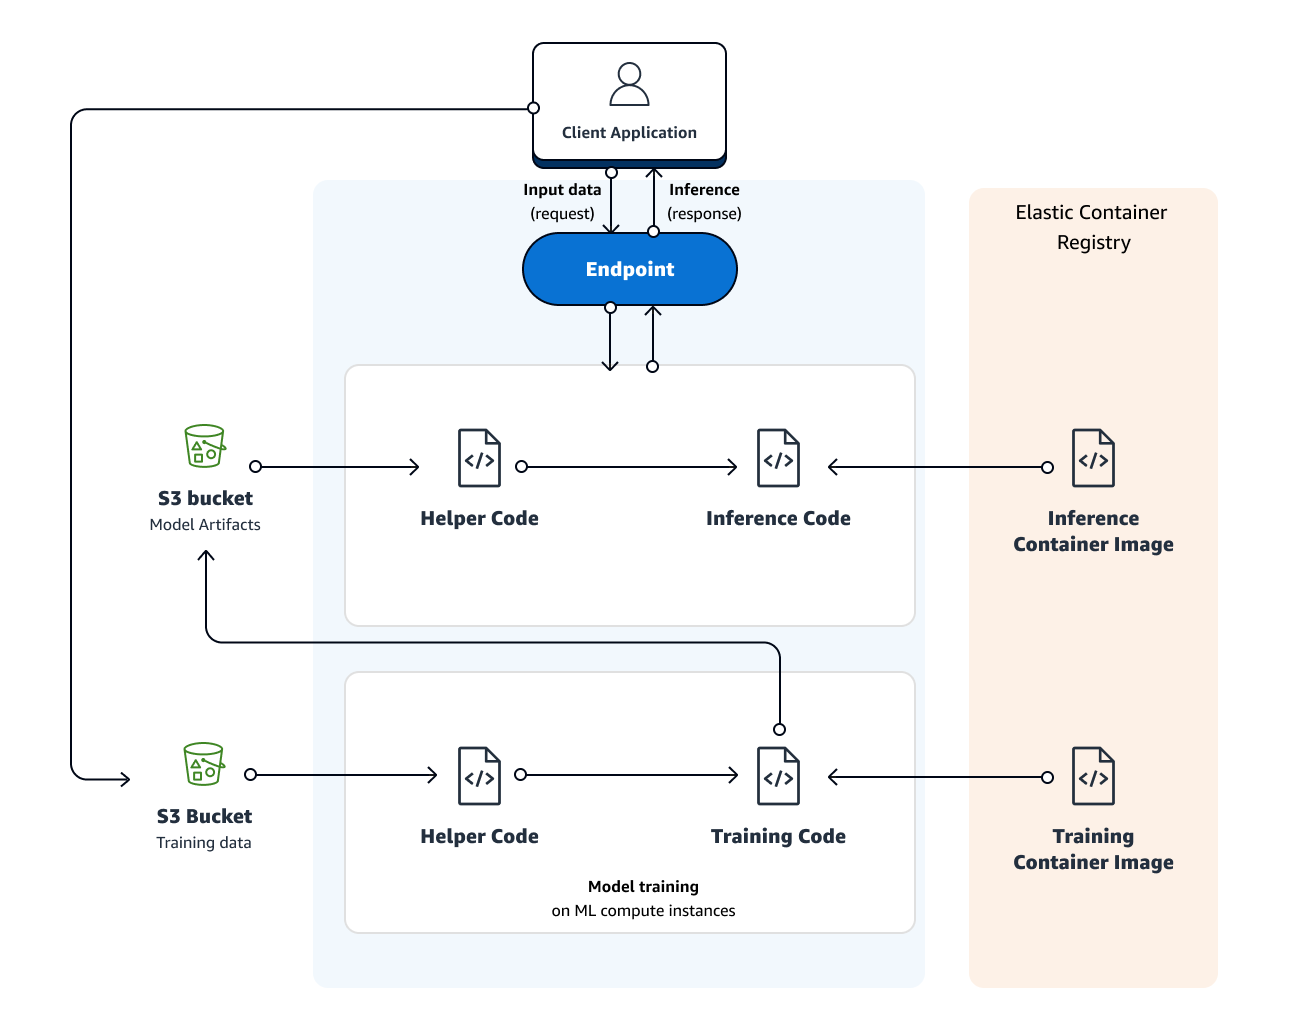 Client Application
Input data
(request)
Inference
(response)
Endpoint
Elastic Container
Registry
S3 bucket
Model Artifacts
Helper Code
Inference Code
Inference
Container Image
S3 Bucket
Training data
Helper Code
Training Code
Training
Container Image
Model training
on ML compute instances